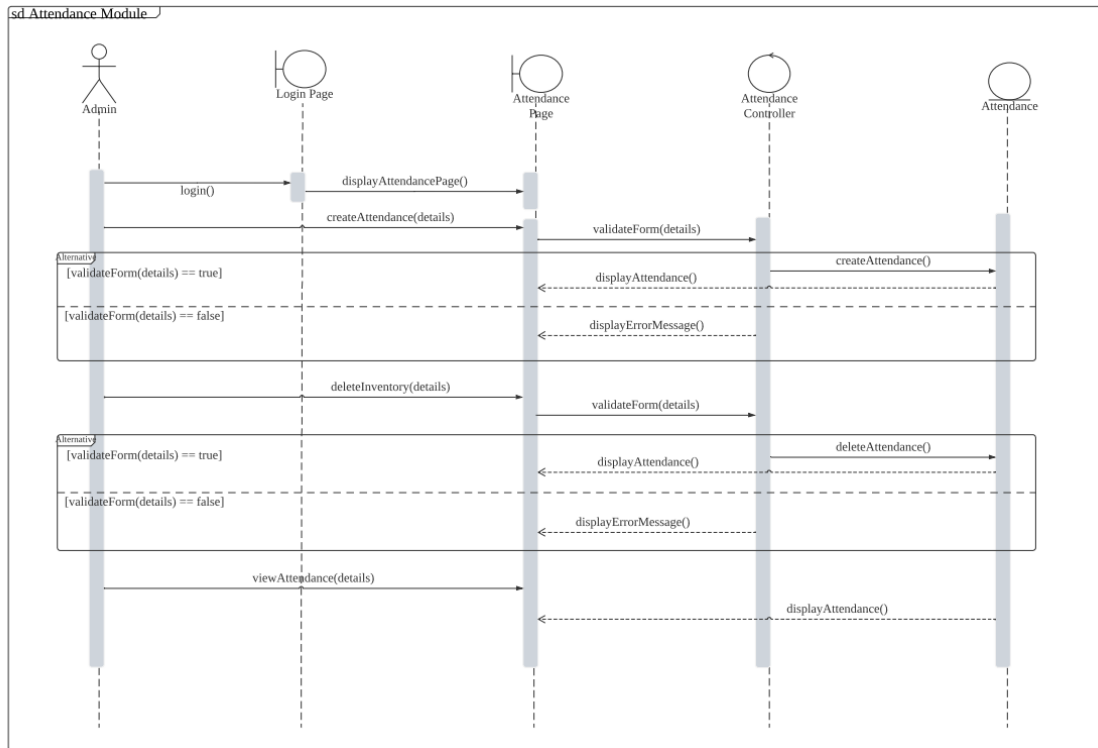 sd Attendance Module
Admin
Login Page
Attendance
Page
Attendance
Controller
Attendance
login()
displayAttendancePage()
createAttendance(details)
validateForm(details)
Alternative
[validateForm(details) == true]
createAttendance()
displayAttendance()
[validateForm(details) == false]
displayErrorMessage()
deleteInventory(details)
validateForm(details)
Alternative
[validateForm(details) == true]
deleteAttendance()
displayAttendance()
[validateForm(details) == false]
displayErrorMessage()
viewAttendance(details)
displayAttendance()